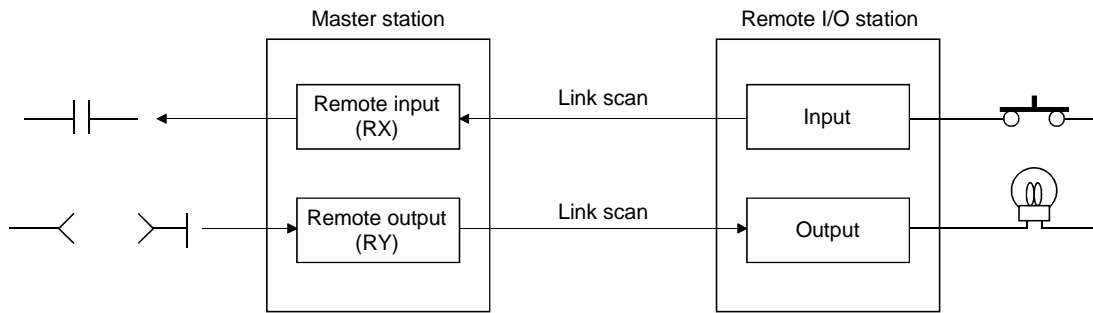 Master station
Remote I/O station
Remote input
(RX)
Link scan
Input
Remote output
(RY)
Link scan
Output